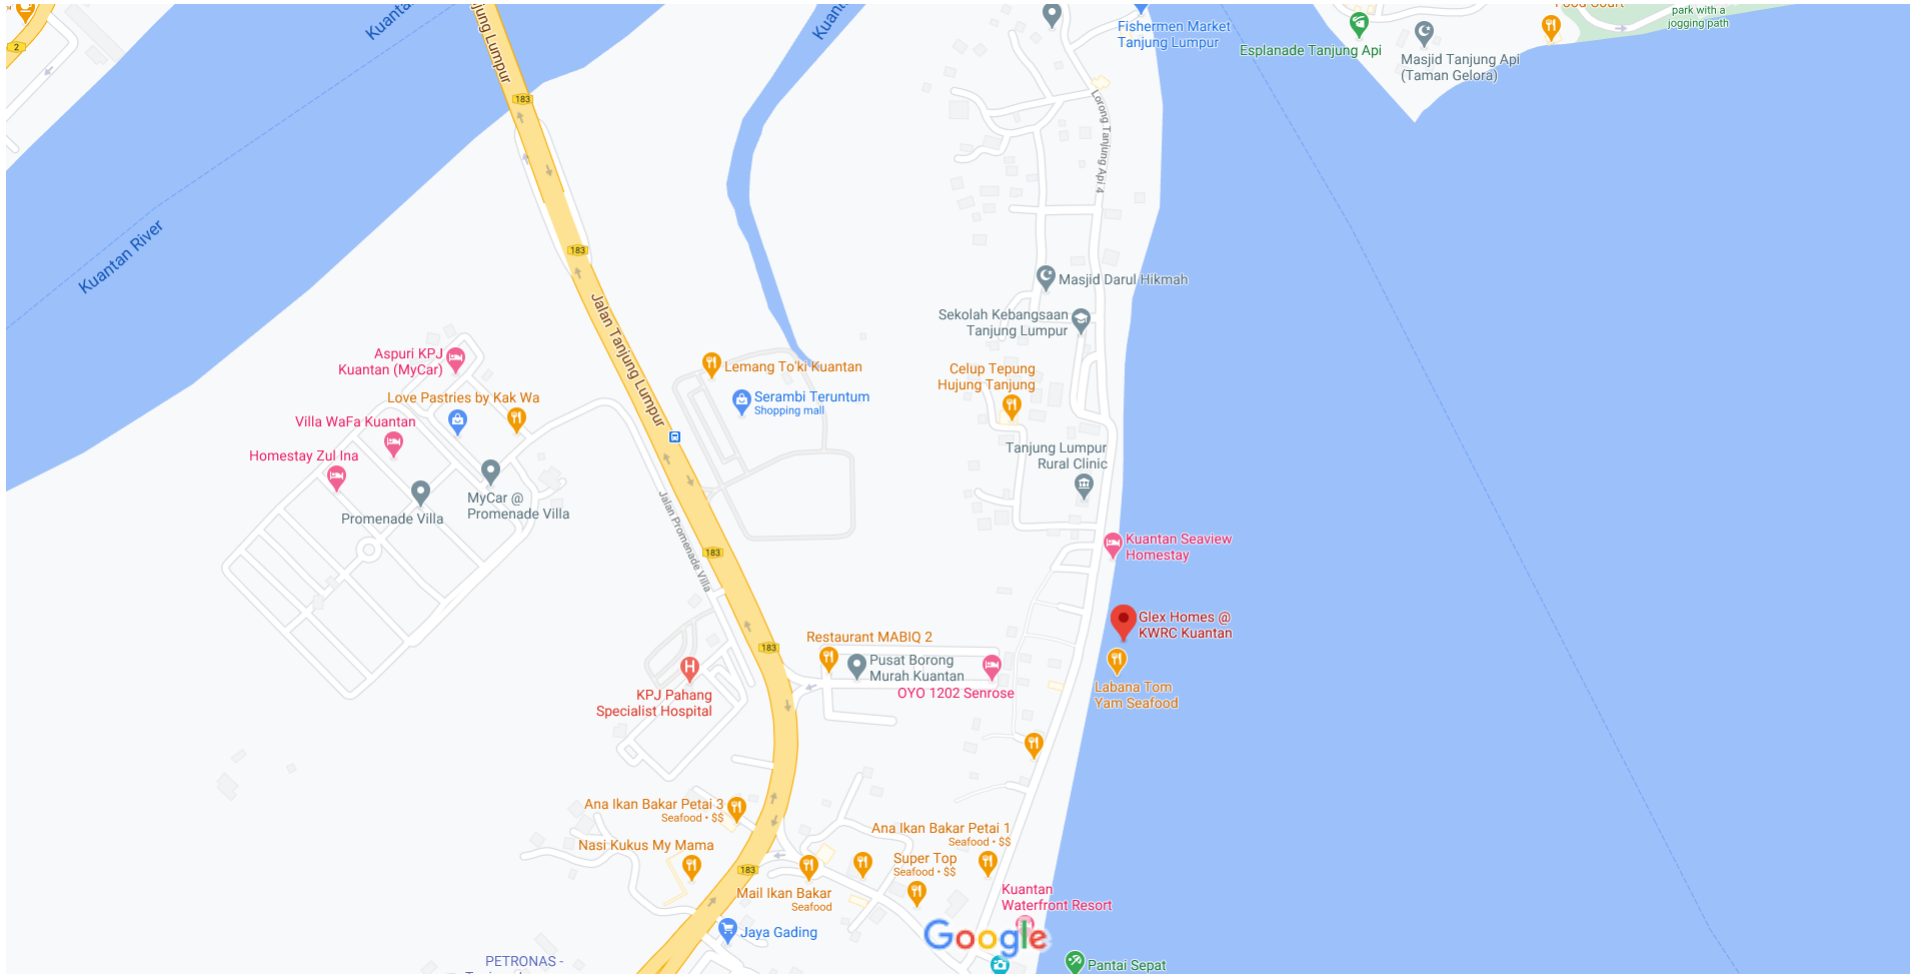 Kuantan
Kuan
Jalan Tanjung Lumpur
Fishermen Market
Tanjung Lumpur
Esplanade Tanjung Api
Masjid Tanjung Api
(Taman Gelora)
Food Court
park with a
jogging path
2
183
Lorong Tanjung Api 4
Kuantan River
183
Masjid Darul Hikmah
Sekolah Kebangsaan
Tanjung Lumpur
Jalan Tanjung Lumpur
Aspuri KPJ
Kuantan (MyCar)
Lemang To'ki Kuantan
Celup Tepung
Hujung Tanjung
Love Pastries by Kak Wa
Serambi Teruntum
Shopping mall
Villa WaFa Kuantan
Homestay Zul Ina
Tanjung Lumpur
Rural Clinic
MyCar @
Promenade Villa
Promenade Villa
Jalan Promenade Villa
183
Kuantan Seaview
Homestay
Glex Homes @
KWRC Kuantan
Restaurant MABIQ 2
183
Pusat Borong
Murah Kuantan
OYO 1202 Senrose
H
KPJ Pahang
Specialist Hospital
Labana Tom
Yam Seafood
Ana Ikan Bakar Petai 3
Seafood • $$
Ana Ikan Bakar Petai 1
Seafood • $$
Nasi Kukus My Mama
Super Top
Seafood • $$
183
Mail Ikan Bakar
Seafood
Kuantan
Waterfront Resort
Jaya Gading
Google
PETRONAS -
Pantai Sepat